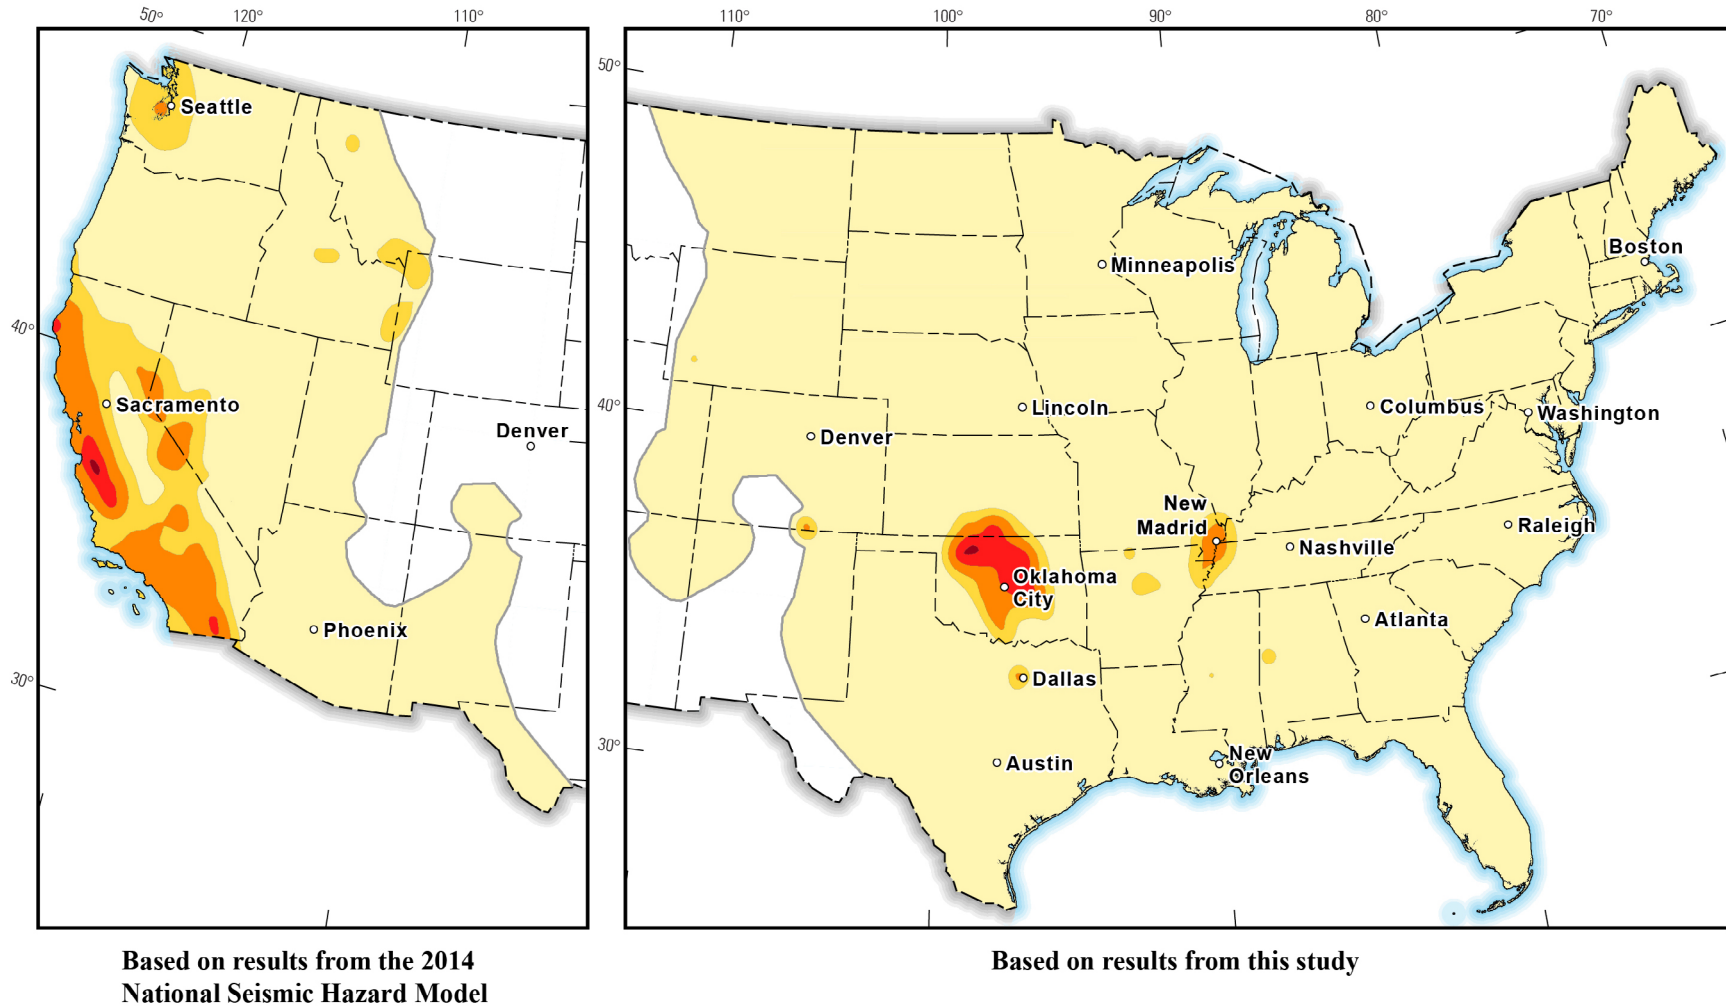 50°
120°
110°
110°
100°
90°
80°
70°
50°
Seattle
Boston
Minneapolis
40°
Sacramento
Denver
40°
Lincoln
Denver
Columbus
Washington
New
Madrid
Raleigh
Nashville
Oklahoma
City
Phoenix
Atlanta
30°
Dallas
30°
Austin
New
Orleans
Based on results from the 2014
National Seismic Hazard Model
Based on results from this study